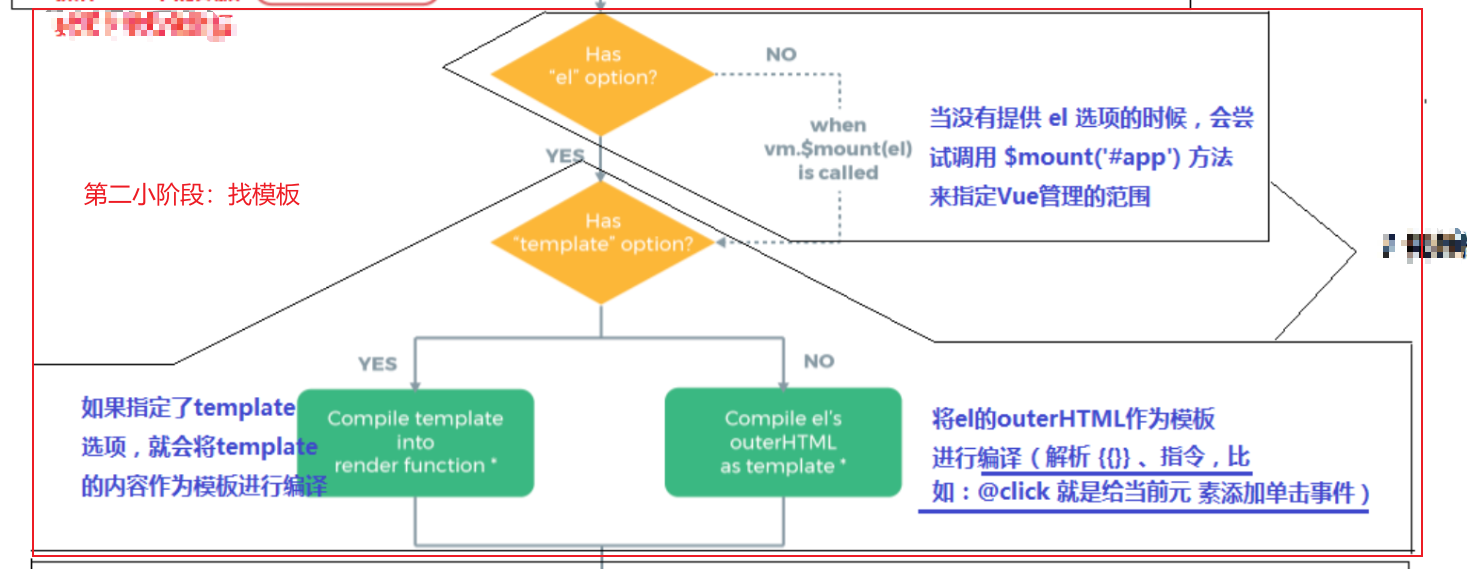 Has
"el" option?
NO
when
vm.$mount(el)
is called
当没有提供 el 选项的时候，会尝
试调用 $mount('#app') 方法
来指定Vue管理的范围
YES
第二小阶段：找模板
Has
"template" option?
YES
NO
如果指定了template
选项，就会将template
的内容作为模板进行编译
Compile template
into
render function *
Compile el's
outerHTML
as template *
将el的outerHTML作为模板
进行编译（解析 {{}} 、指令，比
如：@click 就是给当前元 素添加单击事件）